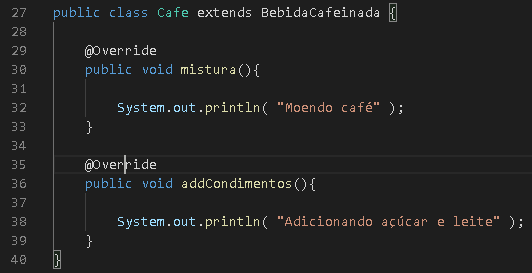 27 public class Cafe extends BebidaCafeinada {
28
29 @Override
30 public void mistura(){
31
32 System.out.println( "Moendo café" );
33 }
34
35 @Override
36 public void addCondimentos(){
37
38 System.out.println( "Adicionando açúcar e leite" );
39 }
40 }